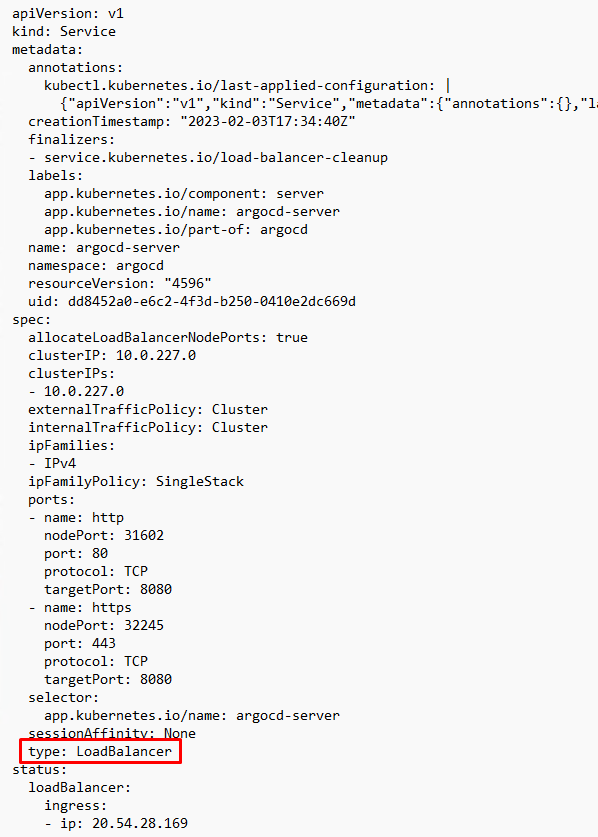 apiVersion: v1
kind: Service
metadata:
  annotations:
    kubectl.kubernetes.io/last-applied-configuration: |
      {"apiVersion":"v1","kind":"Service","metadata":{"annotations":{},"la
  creationTimestamp: "2023-02-03T17:34:40Z"
  finalizers:
  - service.kubernetes.io/load-balancer-cleanup
  labels:
    app.kubernetes.io/component: server
    app.kubernetes.io/name: argocd-server
    app.kubernetes.io/part-of: argocd
  name: argocd-server
  namespace: argocd
  resourceVersion: "4596"
  uid: dd8452a0-e6c2-4f3d-b250-0410e2dc669d
spec:
  allocateLoadBalancerNodePorts: true
  clusterIP: 10.0.227.0
  clusterIPs:
  - 10.0.227.0
  externalTrafficPolicy: Cluster
  internalTrafficPolicy: Cluster
  ipFamilies:
  - IPv4
  ipFamilyPolicy: SingleStack
  ports:
  - name: http
    nodePort: 31602
    port: 80
    protocol: TCP
    targetPort: 8080
  - name: https
    nodePort: 32245
    port: 443
    protocol: TCP
    targetPort: 8080
  selector:
    app.kubernetes.io/name: argocd-server
  sessionAffinity: None
  type: LoadBalancer
status:
  loadBalancer:
    ingress:
    - ip: 20.54.28.169